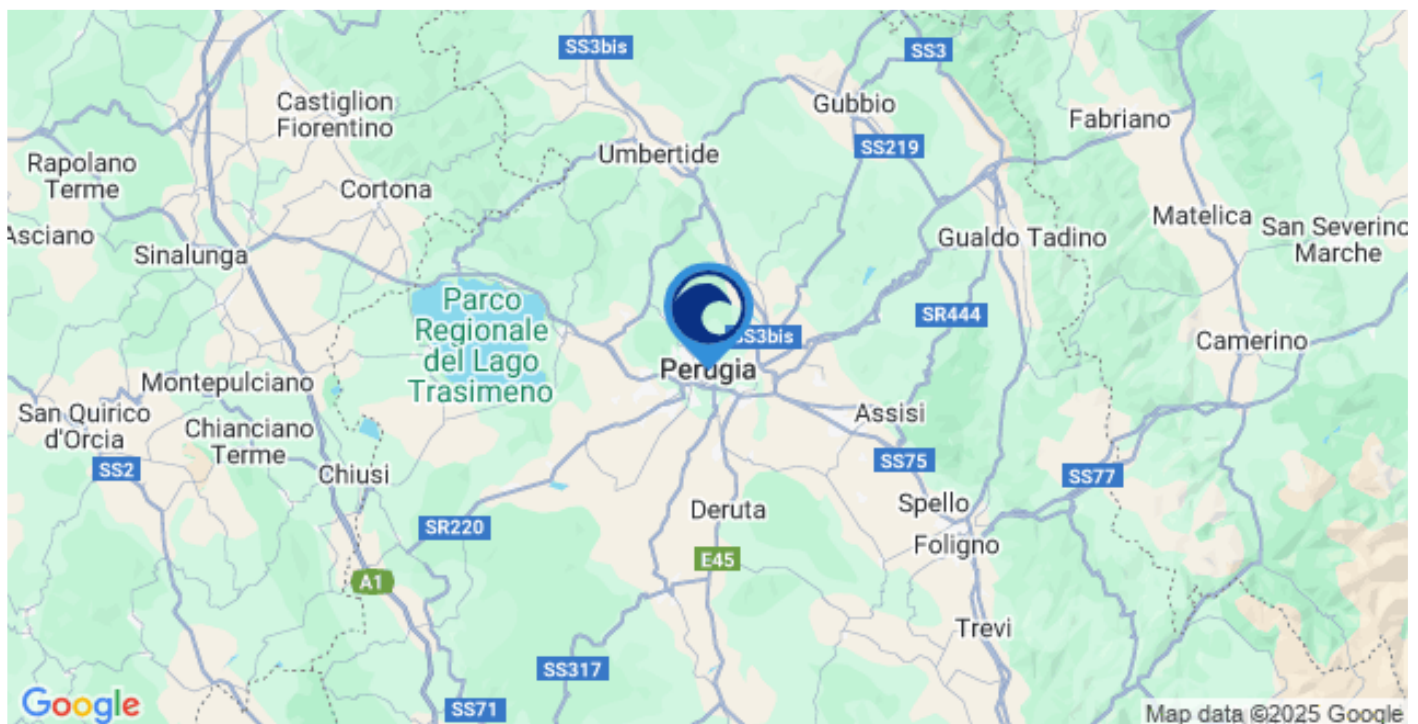 SS3bis
SS3
Castiglion
Fiorentino
Gubbio
Fabriano
Umbertide
SS219
Rapolano
Terme
Cortona
Matelica
San Severino
Marche
Asciano
Sinalunga
Gualdo Tadino
Parco
Regionale
del Lago
Trasimeno
SR444
SS3bis
Camerino
Perugia
Montepulciano
San Quirico
d'Orcia
Chianciano
Terme
Assisi
SS2
Chiusi
SS75
SS77
Spello
Deruta
SR220
Foligno
E45
A1
Trevi
SS317
Google
SS71
Map data ©2025 Google